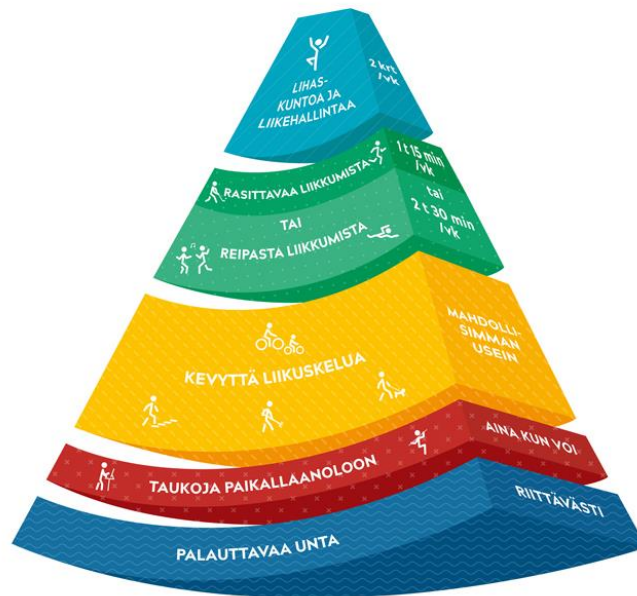 LIHAS-
KUNTOA JA
LIIKEHALLINTAA
2 krt
/vk
RASITTAVAA LIIKKUMISTA
1 t 15 min
/vk
TAI
REIPASTA LIIKKUMISTA
tai
2 t 30 min
/vk
KEVYTTÄ LIIKUSKELUA
MAHDOLLI-
SIMMAN
USEIN
TAUKOJA PAIKALLAANOLOON
AINA KUN VOI
PALAUTTAVAA UNTA
RIITTÄVÄSTI